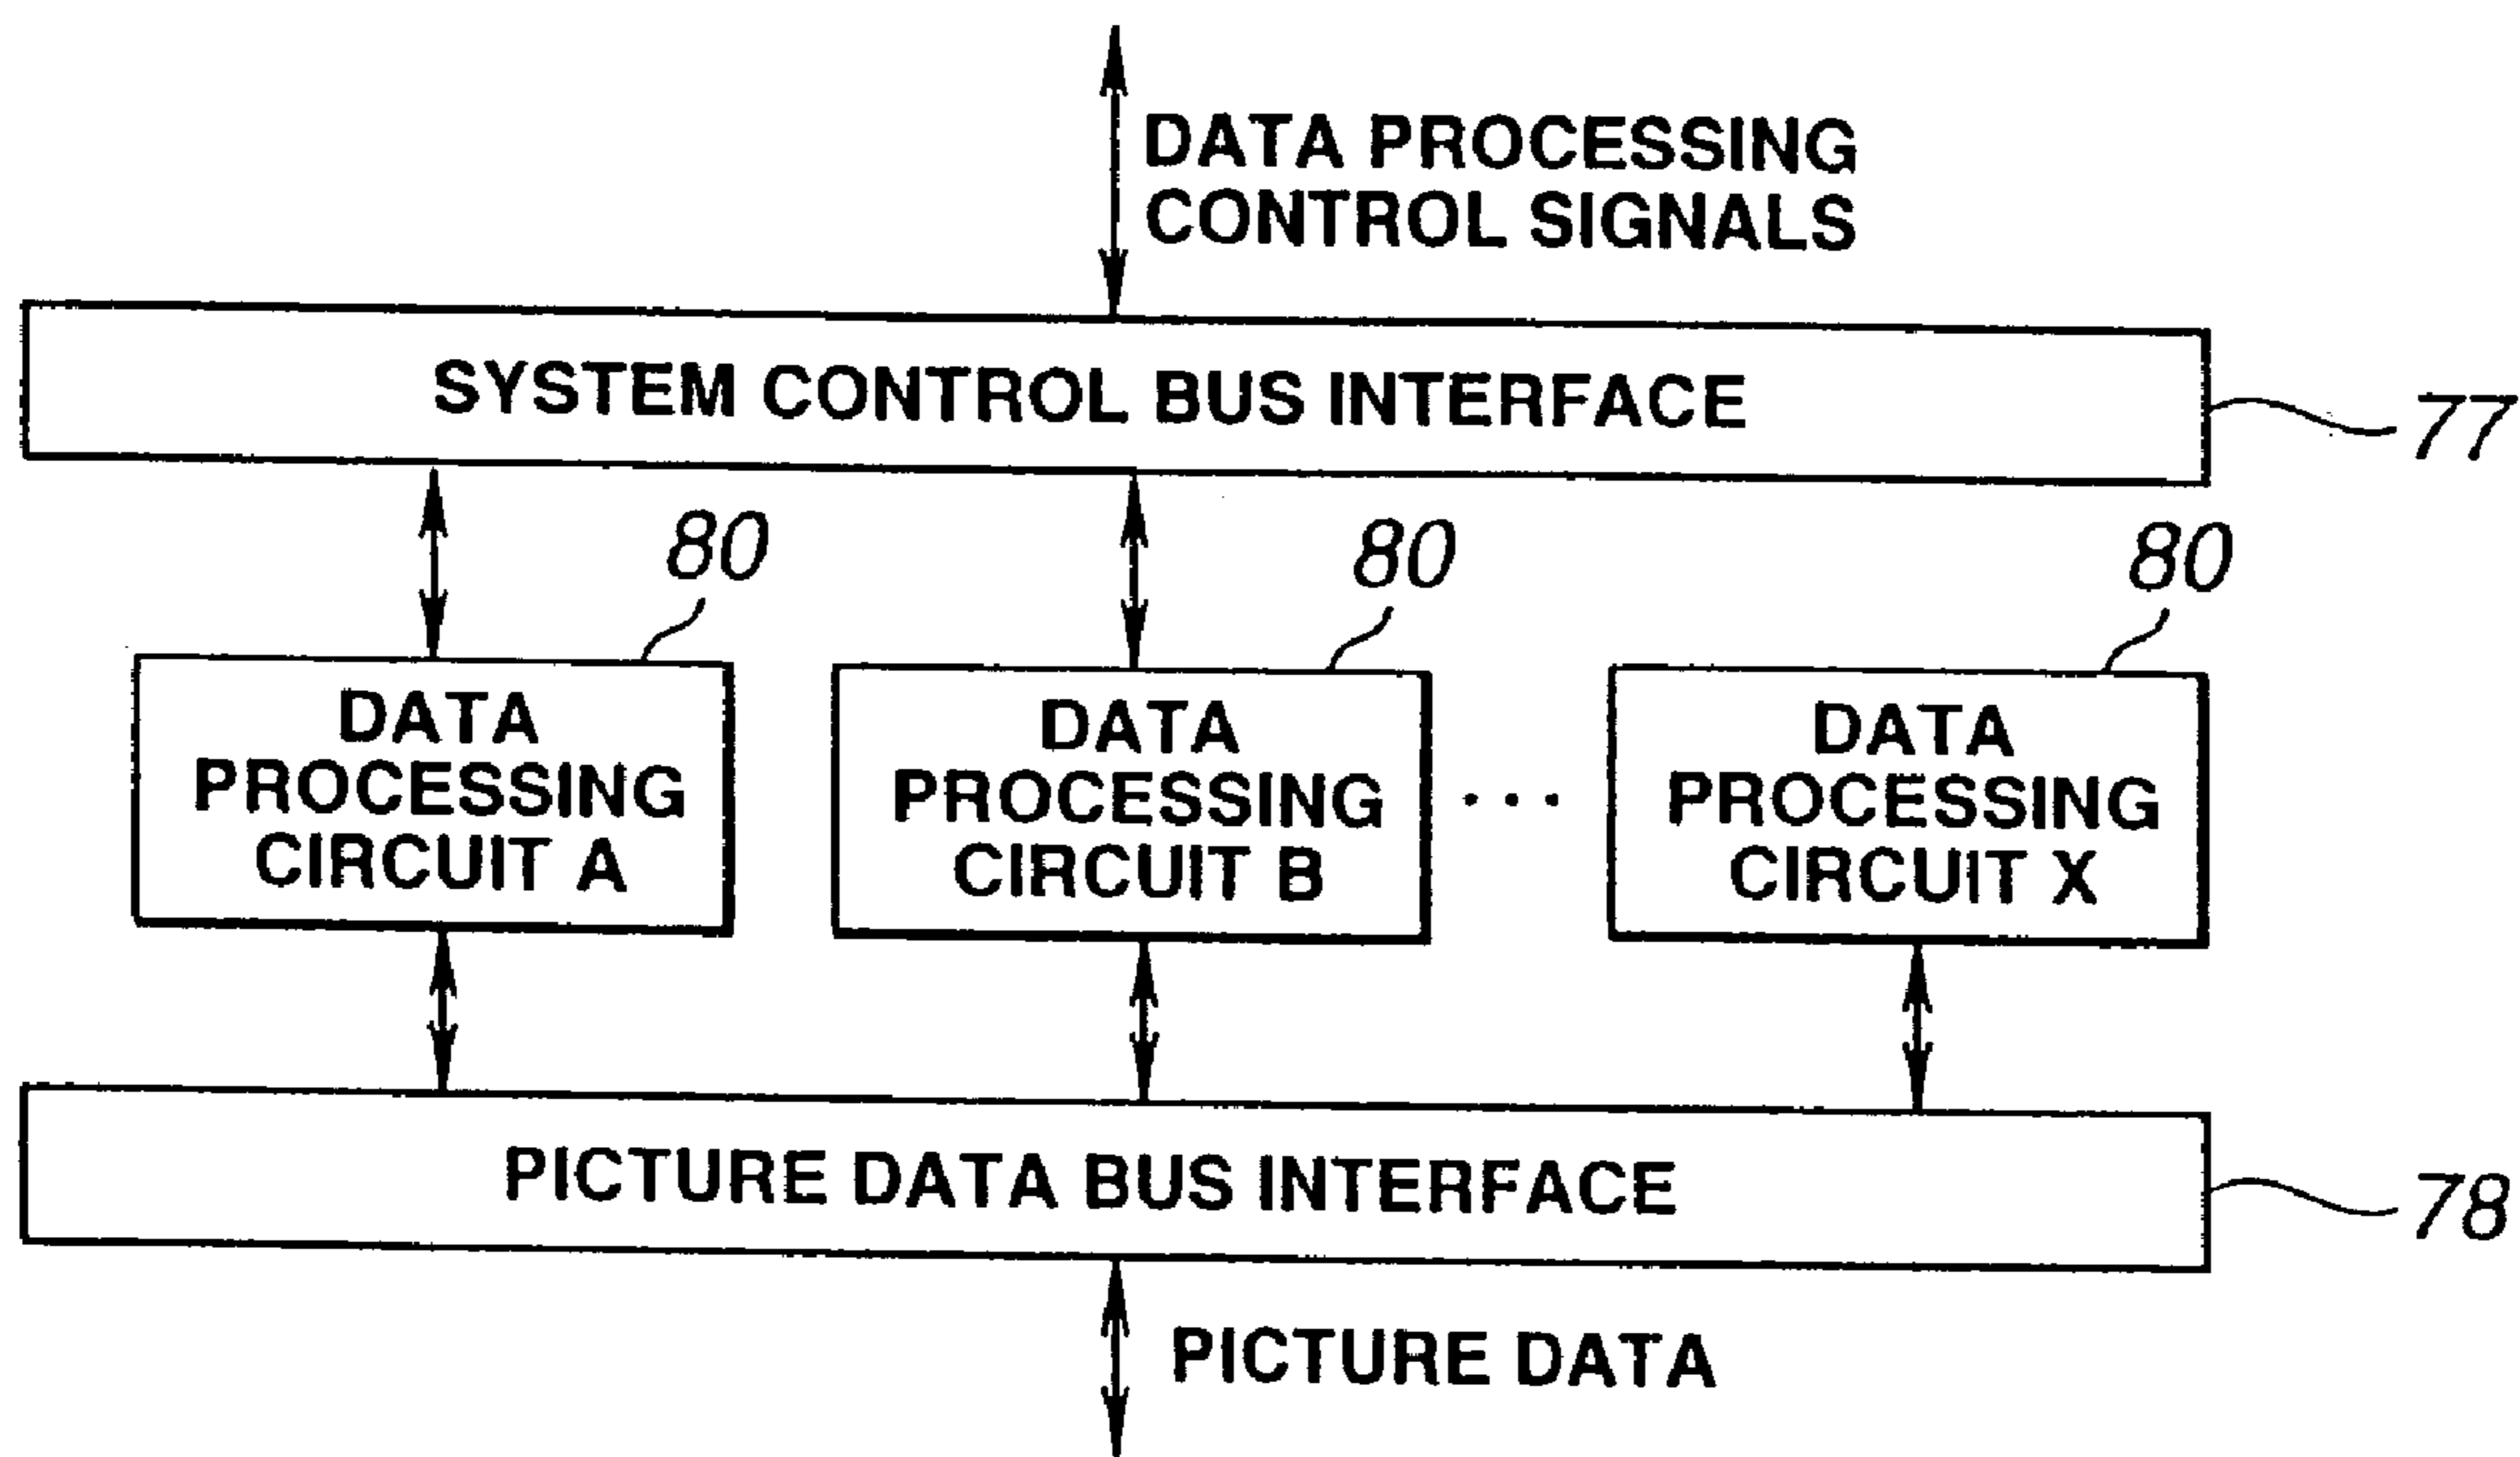 DATA PROCESSING
CONTROL SIGNALS
SYSTEM CONTROL BUS INTERFACE
77
80
80
80
DATA
PROCESSING
CIRCUIT A
DATA
PROCESSING
CIRCUIT B
...
DATA
PROCESSING
CIRCUIT X
PICTURE DATA BUS INTERFACE
78
PICTURE DATA